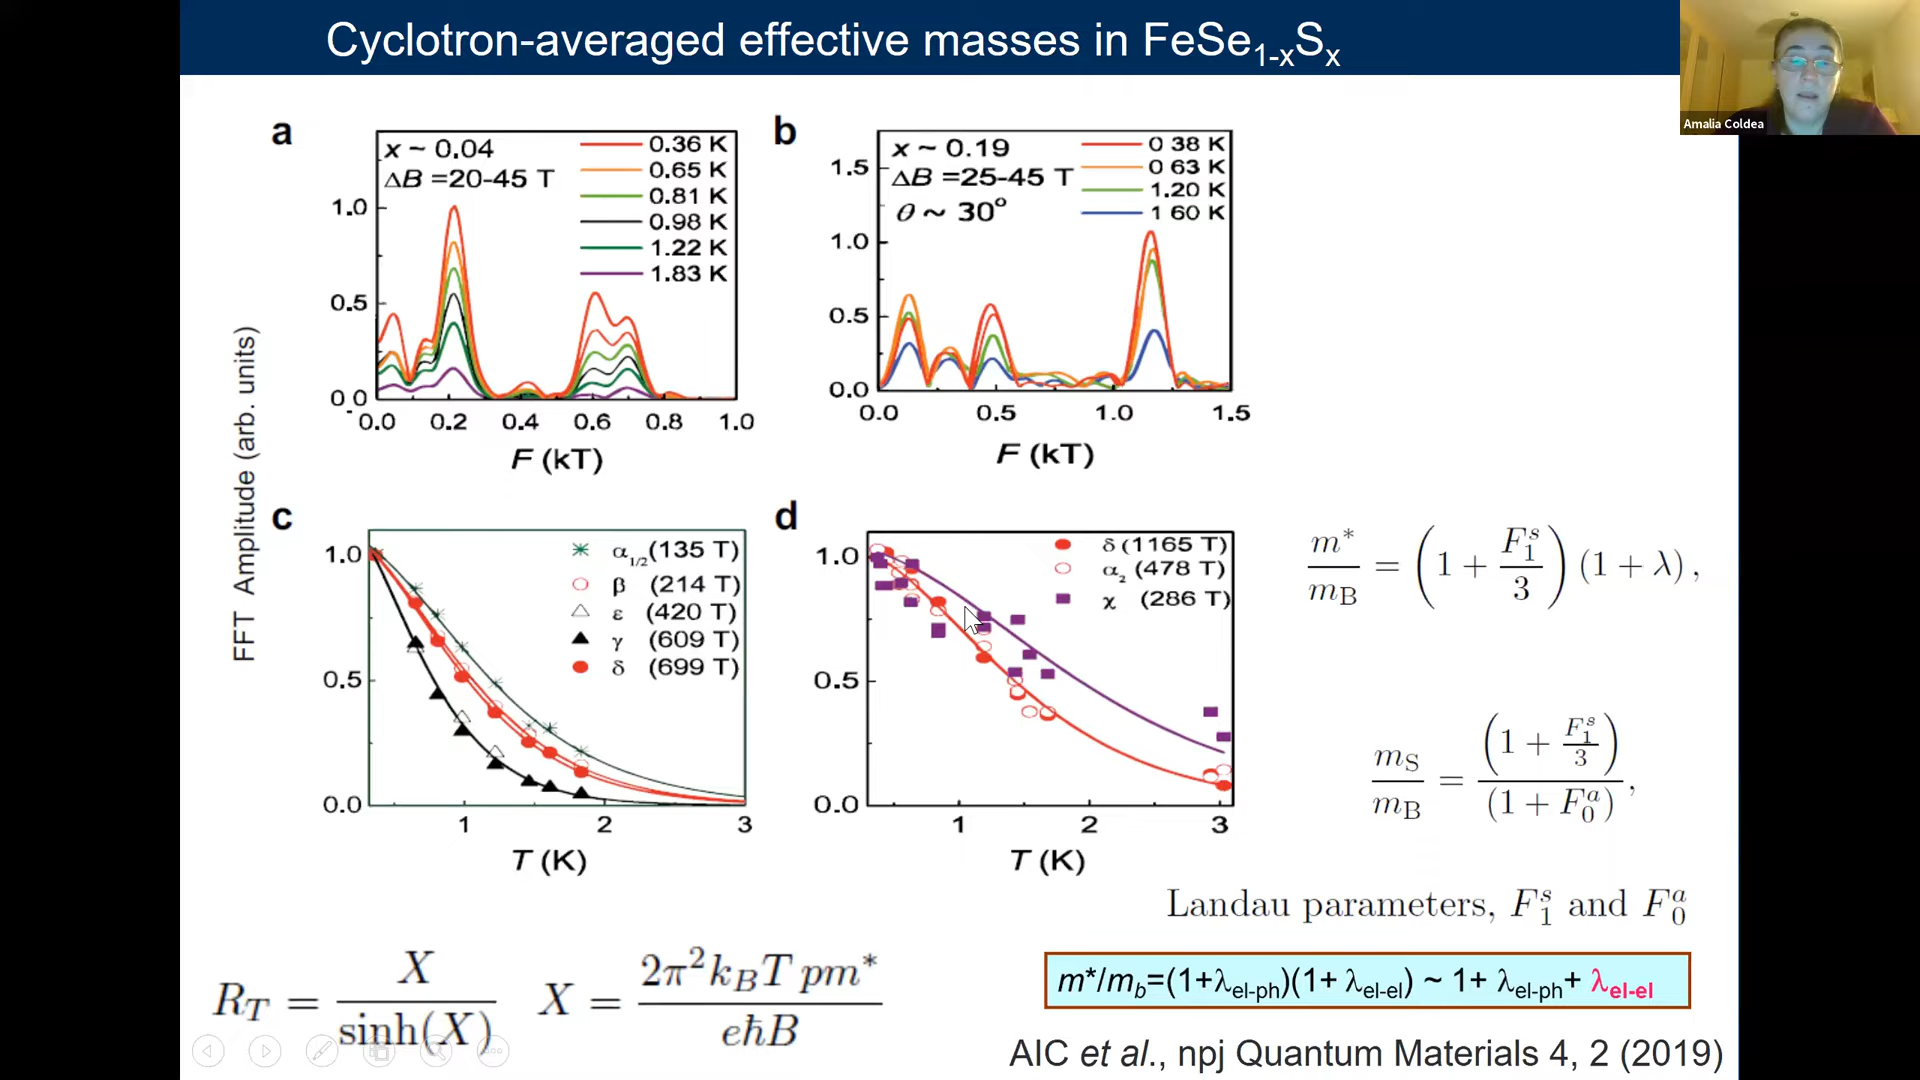 Cyclotron-averaged effective masses in FeSe1-xSx
Amalia Coldea
FFT Amplitude (arb. units)
a
x ~ 0.04
ΔB =20-45 T
0.36 K
0.65 K
0.81 K
0.98 K
1.22 K
1.83 K
1.0
0.5
0 0
0.0 0.2 0.4 0.6 0.8 1.0
F (kT)
b
x ~ 0.19
ΔB =25-45 T
θ ~ 30°
0 38 K
0 63 K
1.20 K
1 60 K
1.5
1.0
0.5
0.0
0.0 0.5 1.0 1.5
F (kT)
c
α1/2 (135 T)
β (214 T)
ε (420 T)
γ (609 T)
δ (699 T)
1.0
0.5
0.0
1 2 3
T (K)
d
δ (1165 T)
α2 (478 T)
χ (286 T)
1.0
0.5
0.0
1 2 3
T (K)
m*/mB = (1 + F1^s/3) (1 + λ),
mS/mB = (1 + F1^s/3)/(1 + F0^a),
Landau parameters, F1^s and F0^a
RT = X/sinh(X) X = 2π²kBT pm*/eħB
m*/mb=(1+λel-ph)(1+ λel-el) ~ 1+ λel-ph+ λel-el
AIC et al., npj Quantum Materials 4, 2 (2019)